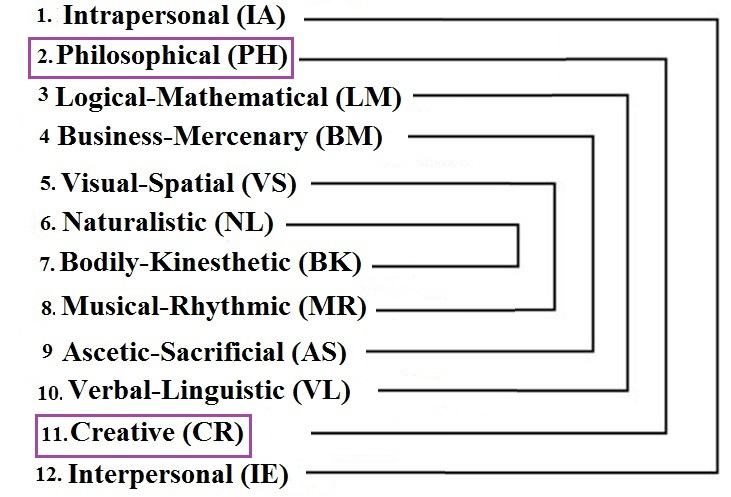 1. Intrapersonal (IA)
2. Philosophical (PH)
3 Logical-Mathematical (LM)
4 Business-Mercenary (BM)
5. Visual-Spatial (VS)
6. Naturalistic (NL)
7. Bodily-Kinesthetic (BK)
8. Musical-Rhythmic (MR)
9 Ascetic-Sacrificial (AS)
10. Verbal-Linguistic (VL)
11. Creative (CR)
12. Interpersonal (IE)